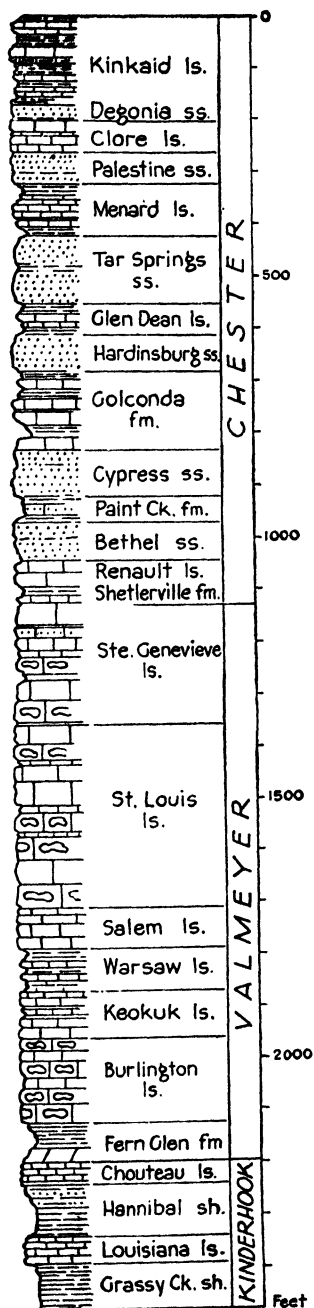 0
Kinkaid ls.
Degonia ss.
Clore ls.
Palestine ss.
Menard ls.
Tar Springs
ss.
500
Glen Dean ls.
Hardinsburg ss.
Golconda
fm.
CHESTER
Cypress ss.
Paint Ck. fm.
Bethel ss.
1000
Renault ls.
Shetlerville fm.
Ste. Genevieve
ls.
St. Louis
ls.
1500
Salem ls.
Warsaw ls.
Keokuk ls.
VALMEYER
Burlington
ls.
2000
Fern Glen fm
Chouteau ls.
Hannibal sh.
Louisiana ls.
Grassy Ck. sh.
KINDERHOOK
Feet